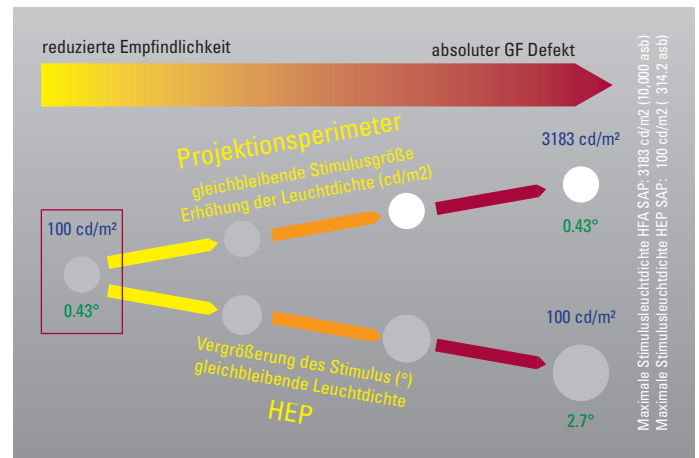 reduzierte Empfindlichkeit
absoluter GF Defekt
Projektionsperimeter
gleichbleibende Stimulusgröße
Erhöhung der Leuchtdichte (cd/m2)
3183 cd/m²
0.43°
100 cd/m²
0.43°
100 cd/m²
2.7°
Vergrößerung des Stimulus (°)
gleichbleibende Leuchtdichte
HEP
Maximale Stimulusleuchtdichte HFA SAP: 3183 cd/m2 (10,000 asb)
Maximale Stimulusleuchtdichte HEP SAP: 100 cd/m2 ( 314.2 asb)